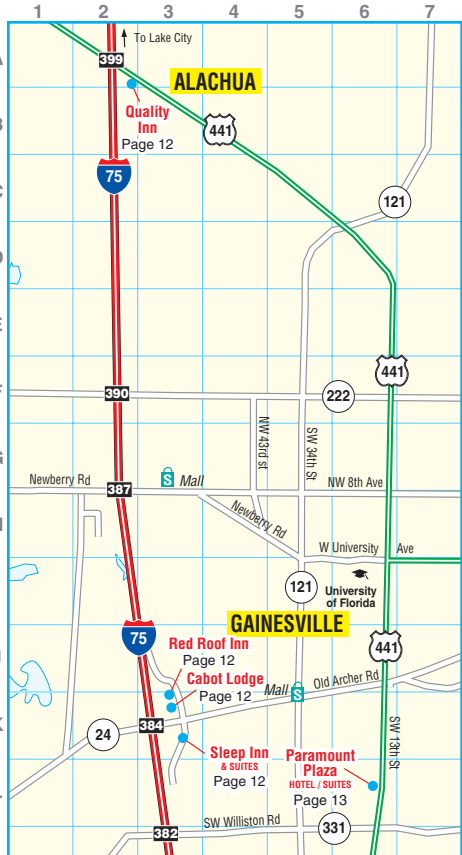 1 2 3 4 5 6 7
To Lake City
399
ALACHUA
Quality
Inn
Page 12
441
75
121
441
390
222
NW 43rd st
SW 34th St
Newberry Rd
S Mall
387
NW 8th Ave
Newberry Rd
W University Ave
121
University
of Florida
GAINESVILLE
75
441
Red Roof Inn
Page 12
Cabot Lodge
Page 12
Mall S
Old Archer Rd
24
384
SW 13th St
Sleep Inn
& SUITES
Page 12
Paramount
Plaza
HOTEL / SUITES
Page 13
382
SW Williston Rd
331